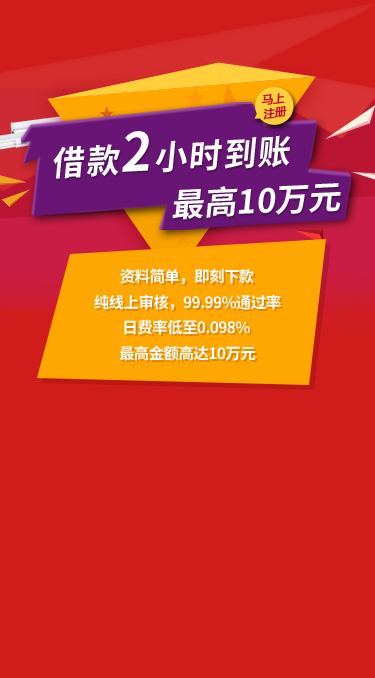 马上
注册
借款2小时到账
最高10万元
资料简单，即刻下款
纯线上审核，99.99%通过率
日费率低至0.098%
最高金额高达10万元